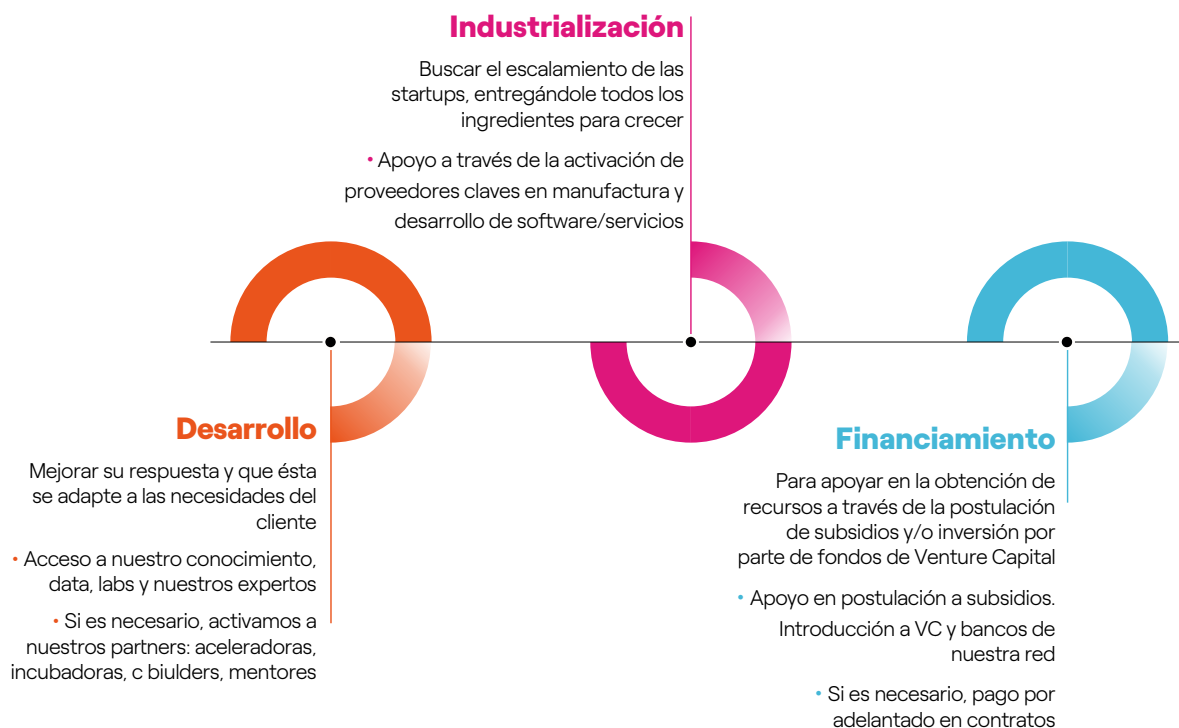 Industrialización
Buscar el escalamiento de las
startups, entregándole todos los
ingredientes para crecer
• Apoyo a través de la activación de
proveedores claves en manufactura y
desarrollo de software/servicios
Desarrollo
Mejorar su respuesta y que ésta
se adapte a las necesidades del
cliente
• Acceso a nuestro conocimiento,
data, labs y nuestros expertos
• Si es necesario, activamos a
nuestros partners: aceleradoras,
incubadoras, c biulders, mentores
Financiamiento
Para apoyar en la obtención de
recursos a través de la postulación
de subsidios y/o inversión por
parte de fondos de Venture Capital
• Apoyo en postulación a subsidios.
Introducción a VC y bancos de
nuestra red
• Si es necesario, pago por
adelantado en contratos